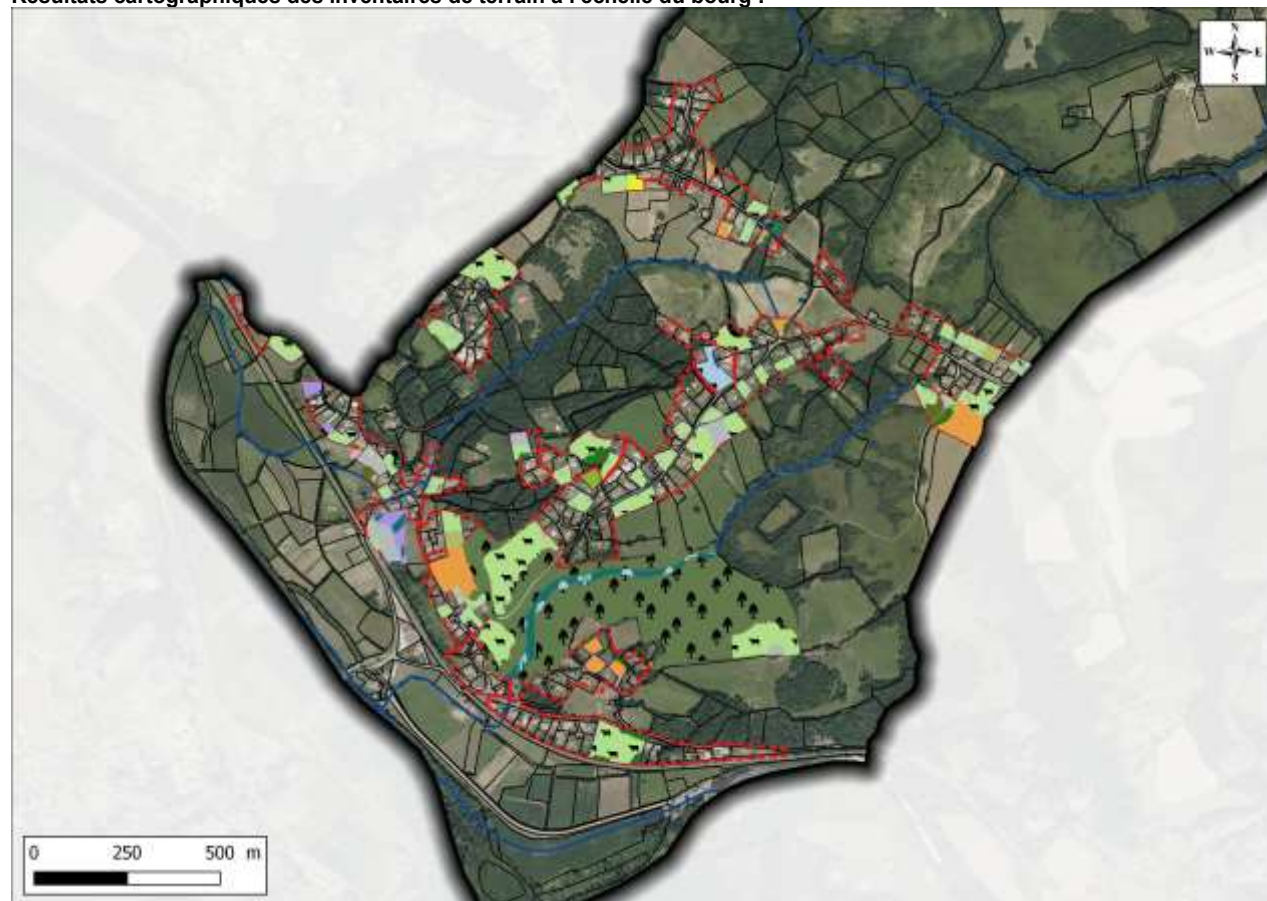 Résultats cartographiques des inventaires de terrain à l'échelle du bourg :
N
W E
S
0 250 500 m